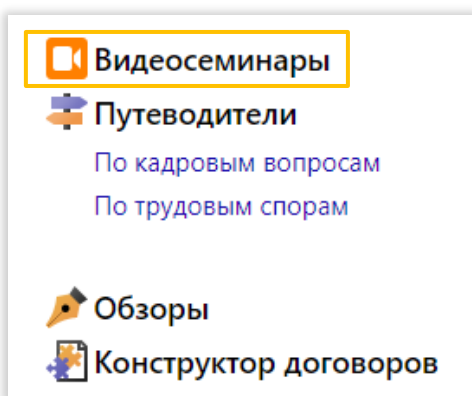 Видеосеминары
Путеводители
По кадровым вопросам
По трудовым спорам
Обзоры
Конструктор договоров